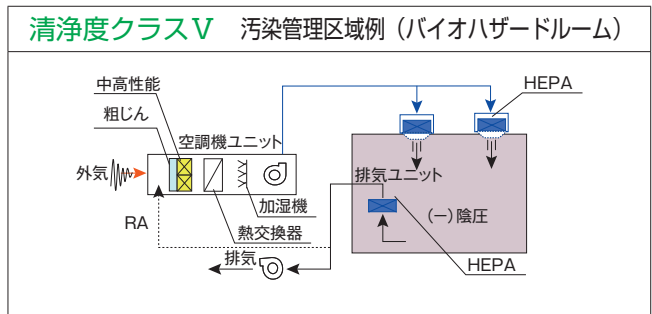 清浄度クラスⅤ 汚染管理区域例（バイオハザードルーム）
中高性能
HEPA
粗じん
空調機ユニット
外気
排気ユニット
加湿機
(−)陰圧
RA
熱交換器
排気
HEPA